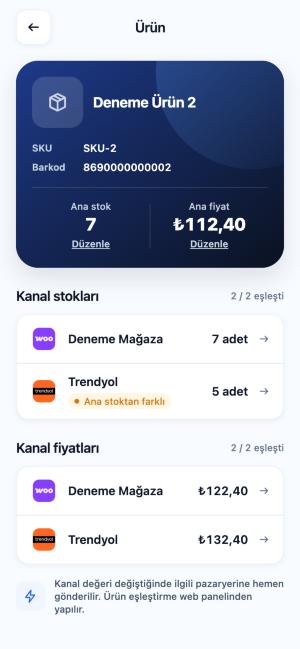 Ürün
Deneme Ürün 2
SKU SKU-2
Barkod 8690000000002
Ana stok Ana fiyat
7 ₺112,40
Düzenle Düzenle
Kanal stokları 2 / 2 eşleşti
woo Deneme Mağaza 7 adet →
trendyol Trendyol 5 adet →
Ana stoktan farklı
Kanal fiyatları 2 / 2 eşleşti
woo Deneme Mağaza ₺122,40 →
trendyol Trendyol ₺132,40 →
Kanal değeri değiştiğinde ilgili pazaryerine hemen
gönderilir. Ürün eşleştirme web panelinden
yapılır.